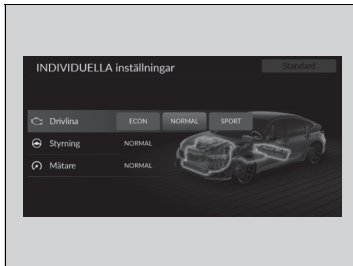 INDIVIDUELLA inställningar
Standard
Drivlina ECON NORMAL SPORT
Styrning NORMAL
Mätare NORMAL